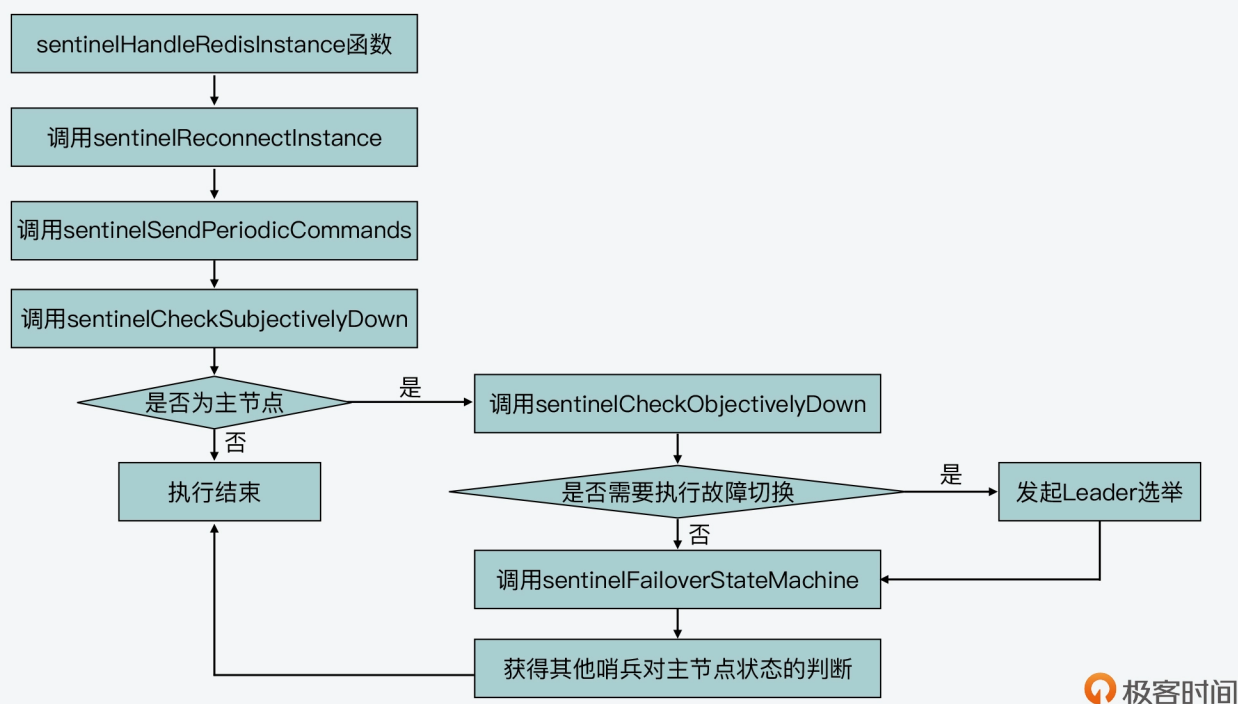 sentinelHandleRedisInstance函数
调用sentinelReconnectInstance
调用sentinelSendPeriodicCommands
调用sentinelCheckSubjectivelyDown
是否为主节点
是
调用sentinelCheckObjectivelyDown
否
执行结束
是否需要执行故障切换
是
发起Leader选举
否
调用sentinelFailoverStateMachine
获得其他哨兵对主节点状态的判断
极客时间